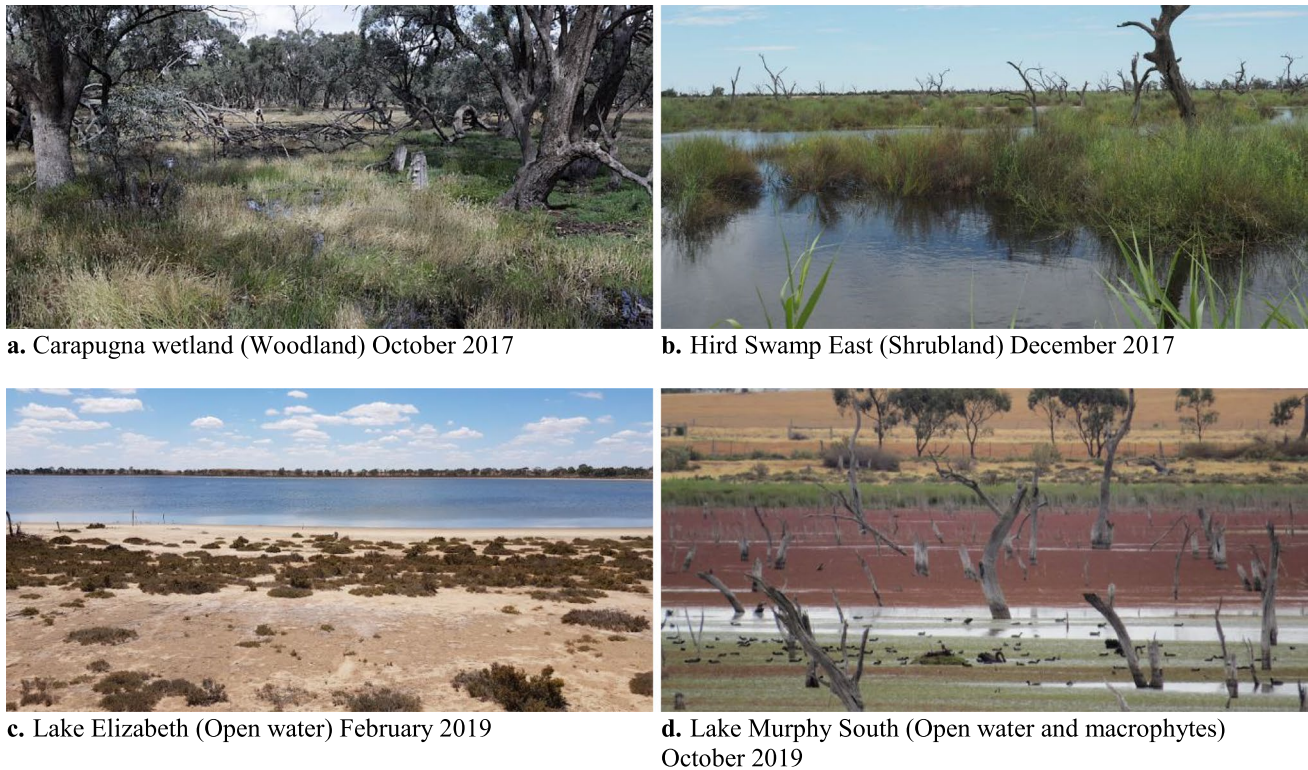 a. Carapugna wetland (Woodland) October 2017
b. Hird Swamp East (Shrubland) December 2017
c. Lake Elizabeth (Open water) February 2019
d. Lake Murphy South (Open water and macrophytes)
October 2019